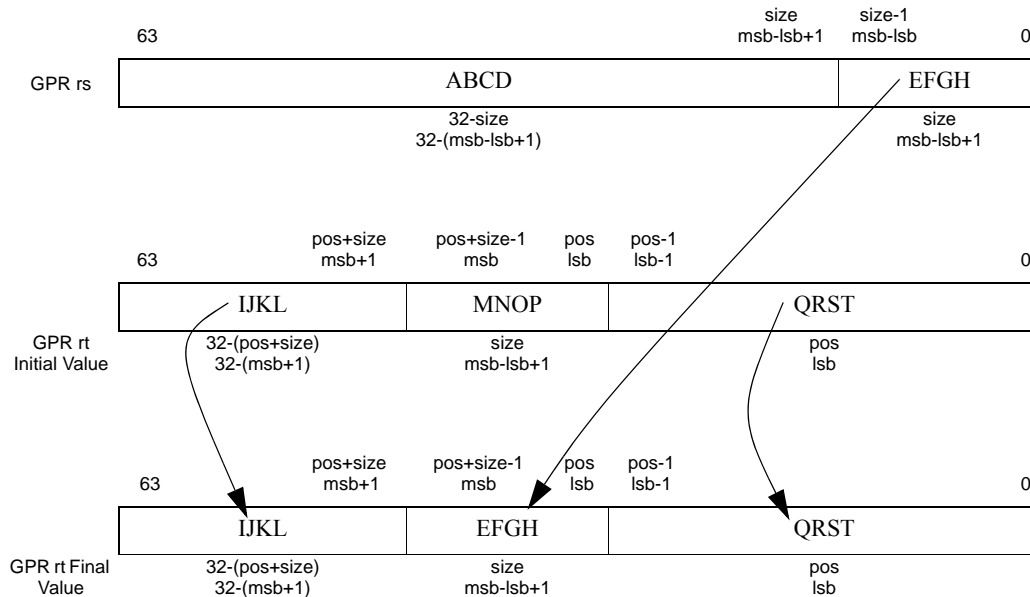 63 size size-1 0
msb-lsb+1 msb-lsb
GPR rs ABCD EFGH
32-size size
32-(msb-lsb+1) msb-lsb+1
pos+size pos+size-1 pos pos-1
63 msb+1 msb lsb lsb-1 0
IJKL MNOP QRST
GPR rt 32-(pos+size) size pos
Initial Value 32-(msb+1) msb-lsb+1 lsb
pos+size pos+size-1 pos pos-1
63 msb+1 msb lsb lsb-1 0
IJKL EFGH QRST
GPR rt Final 32-(pos+size) size pos
Value 32-(msb+1) msb-lsb+1 lsb